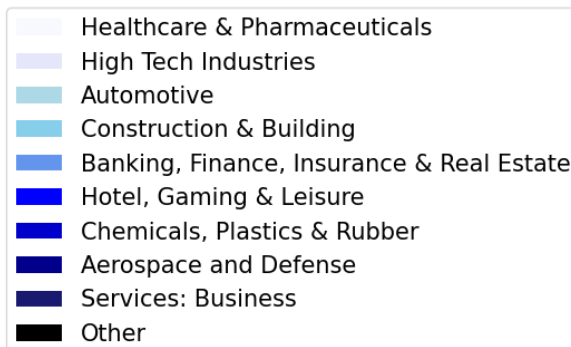 Healthcare & Pharmaceuticals
High Tech Industries
Automotive
Construction & Building
Banking, Finance, Insurance & Real Estate
Hotel, Gaming & Leisure
Chemicals, Plastics & Rubber
Aerospace and Defense
Services: Business
Other